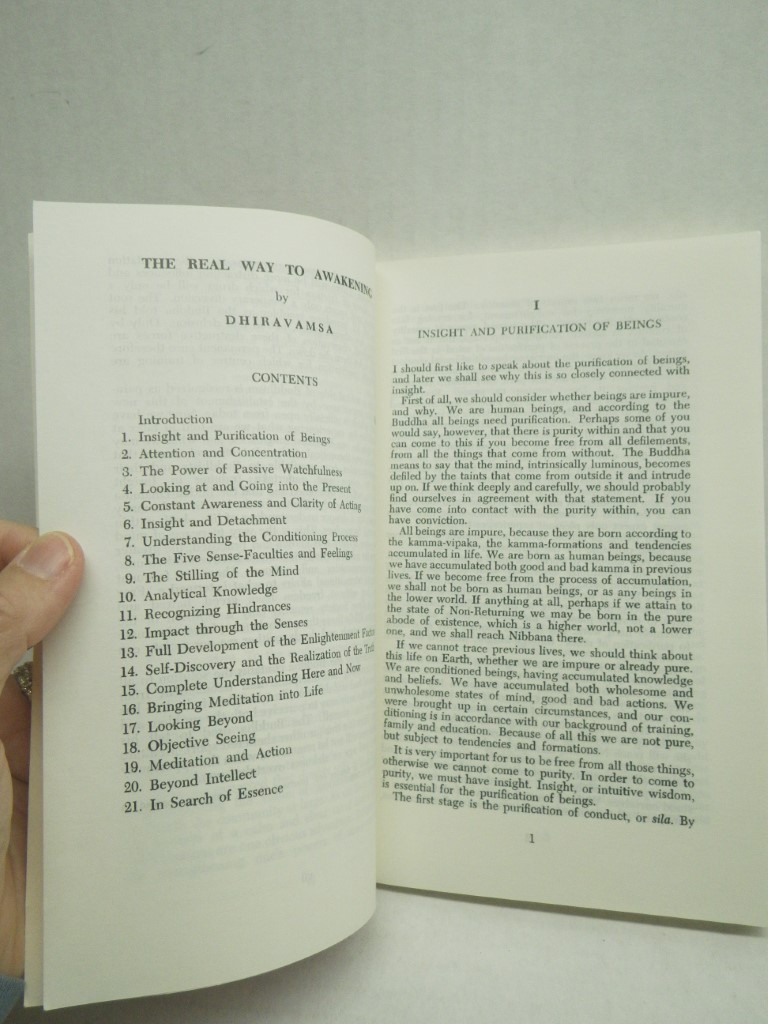 THE REAL WAY TO AWAKENING
by
DHIRAVAMSA
CONTENTS
Introduction
1. Insight and Purification of Beings
2. Attention and Concentration
3. The Power of Passive Watchfulness
4. Looking at and Going into the Present
5. Constant Awareness and Clarity of Acting
6. Insight and Detachment
7. Understanding the Conditioning Process
8. The Five Sense-Faculties and Feelings
9. The Stilling of the Mind
10. Analytical Knowledge
11. Recognizing Hindrances
12. Impact through the Senses
13. Full Development of the Enlightenment
14. Self-Discovery and the Realization of the
15. Complete Understanding Here and Now
16. Bringing Meditation into Life
17. Looking Beyond
18. Objective Seeing
19. Meditation and Action
20. Beyond Intellect
21. In Search of Essence
I
INSIGHT AND PURIFICATION OF BEINGS
I should first like to speak about the purification of beings,
and later we shall see why this is so closely connected with
insight.
First of all, we should consider whether beings are impure,
and why. We are human beings, and according to the
Buddha all beings need purification. Perhaps some of you
would say, however, that there is purity within and that you
can come to this if you become free from all defilements,
from all the things that come from without. The Buddha
means to say that the mind, intrinsically luminous, becomes
defiled by the taints that come from outside it and intrude
up on. If we think deeply and carefully, we should probably
find ourselves in agreement with that statement. If you
have come into contact with the purity within, you can
have conviction.
All beings are impure, because they are born according to
the kamma-vipaka, the kamma-formations and tendencies
accumulated in life. We are born as human beings, because
we have accumulated both good and bad kamma in previous
lives. If we become free from the process of accumulation,
we shall not be born as human beings, or as any beings in
the lower world. If anything at all, perhaps if we attain to
the state of Non-Returning we may be born in the pure
abode of existence, which is a higher world, not a lower
one, and we shall reach Nibbana there.
If we cannot trace previous lives, we should think about
this life on Earth, whether we are impure or already pure.
We are conditioned beings, having accumulated knowledge
and beliefs. We have accumulated both wholesome and
unwholesome states of mind, good and bad actions. We
were brought up in certain circumstances, and our con-
ditioning is in accordance with our background of training,
family and education. Because of all this we are not pure,
but subject to tendencies and formations.
It is very important for us to be free from all those things,
otherwise we cannot come to purity. In order to come to
purity, we must have insight. Insight, or intuitive wisdom,
is essential for the purification of beings.
The first stage is the purification of conduct, or sila. By
1